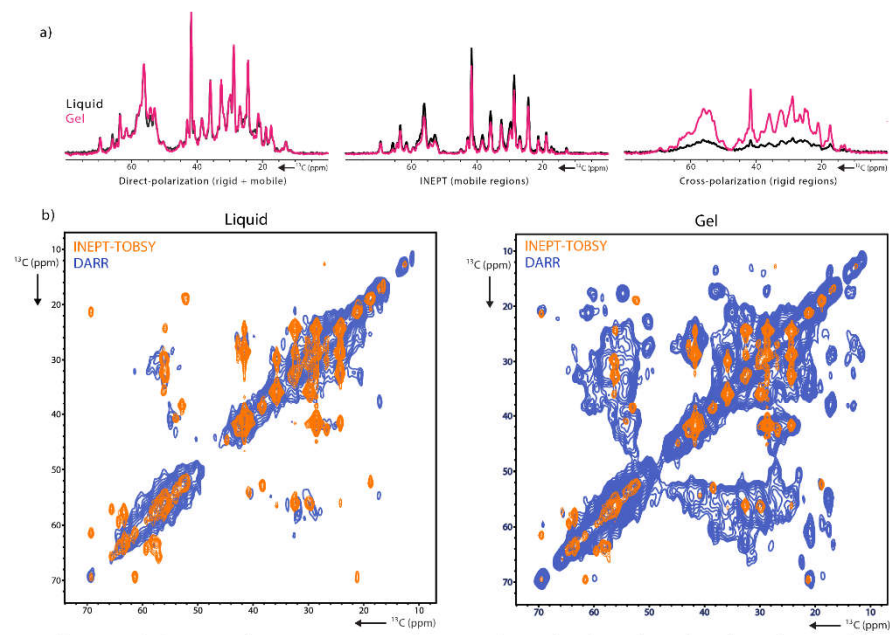 a)
Liquid
Gel
60 40 20 ¹³C (ppm)
Direct-polarization (rigid + mobile)
60 40 20 ¹³C (ppm)
INEPT (mobile regions)
60 40 20 ¹³C (ppm)
Cross-polarization (rigid regions)
b)
Liquid
INEPT-TOBSY
DARR
¹³C (ppm)
10
20
30
40
50
60
70
70 60 50 40 30 20 10
¹³C (ppm)
Gel
INEPT-TOBSY
DARR
¹³C (ppm)
10
20
30
40
50
60
70
70 60 50 40 30 20 10
¹³C (ppm)